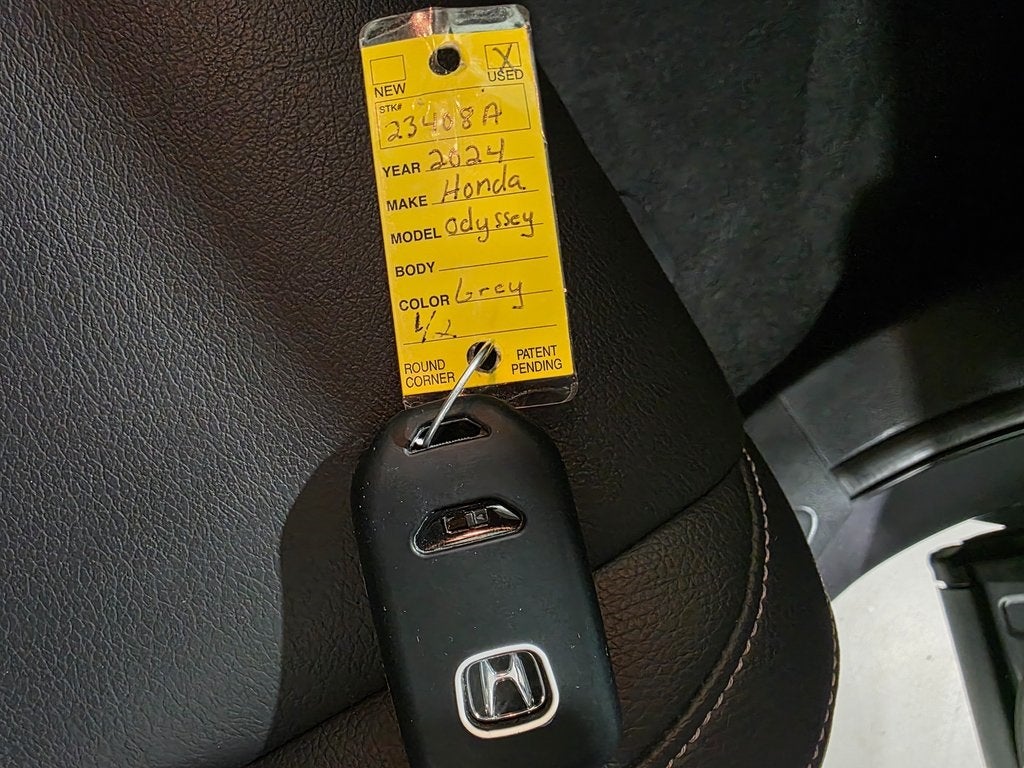 X
NEW USED
STK#
23408A
YEAR 2024
MAKE Honda
MODEL Odyssey
BODY
COLOR Grey
1/2
ROUND CORNER PATENT PENDING